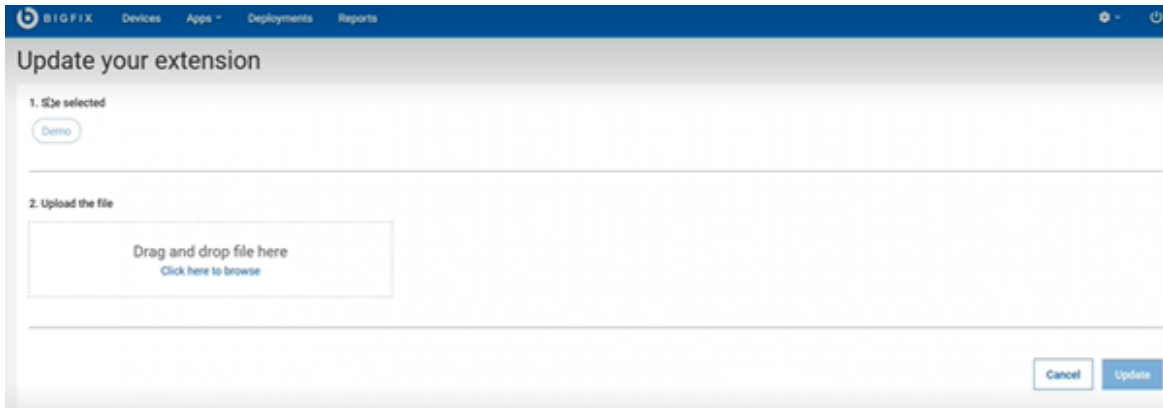 BIGFIX Devices Apps Deployments Reports
Update your extension
1. Site selected
Demo
2. Upload the file
Drag and drop file here
Click here to browse
Cancel Update